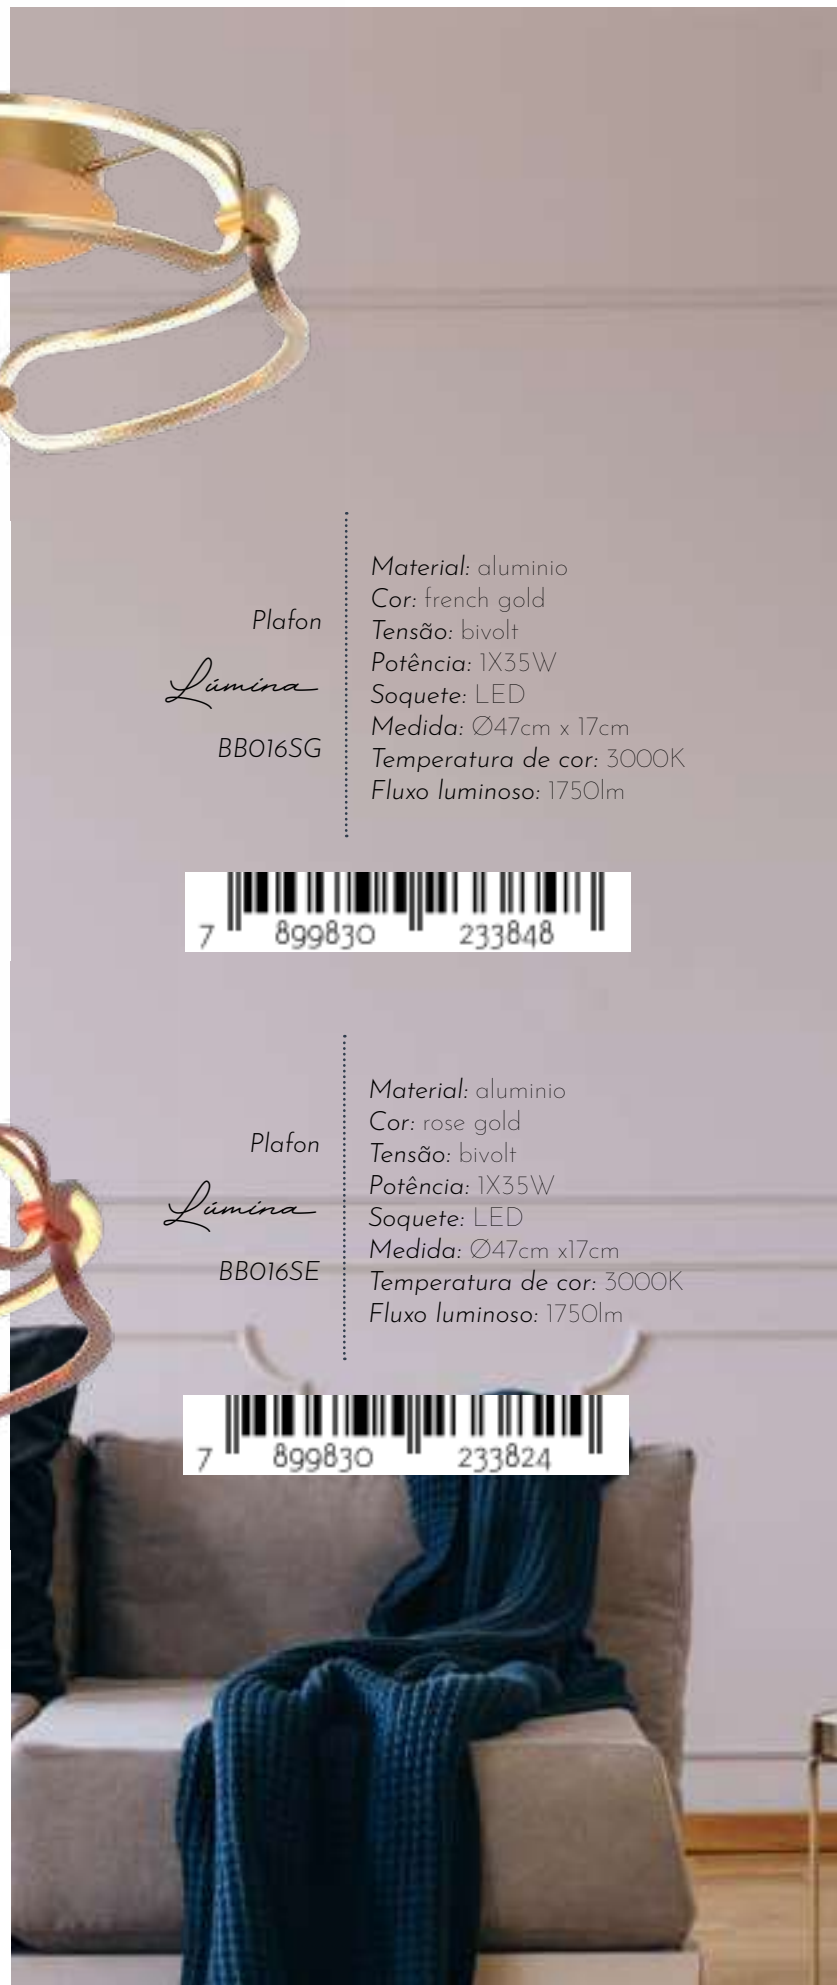 Plafon
Lúmina
BB016SG
Material: aluminio
Cor: french gold
Tensão: bivolt
Potência: 1X35W
Soquete: LED
Medida: Ø47cm x 17cm
Temperatura de cor: 3000K
Fluxo luminoso: 1750lm
7 899830 233848
Plafon
Lúmina
BB016SE
Material: aluminio
Cor: rose gold
Tensão: bivolt
Potência: 1X35W
Soquete: LED
Medida: Ø47cm x17cm
Temperatura de cor: 3000K
Fluxo luminoso: 1750lm
7 899830 233824